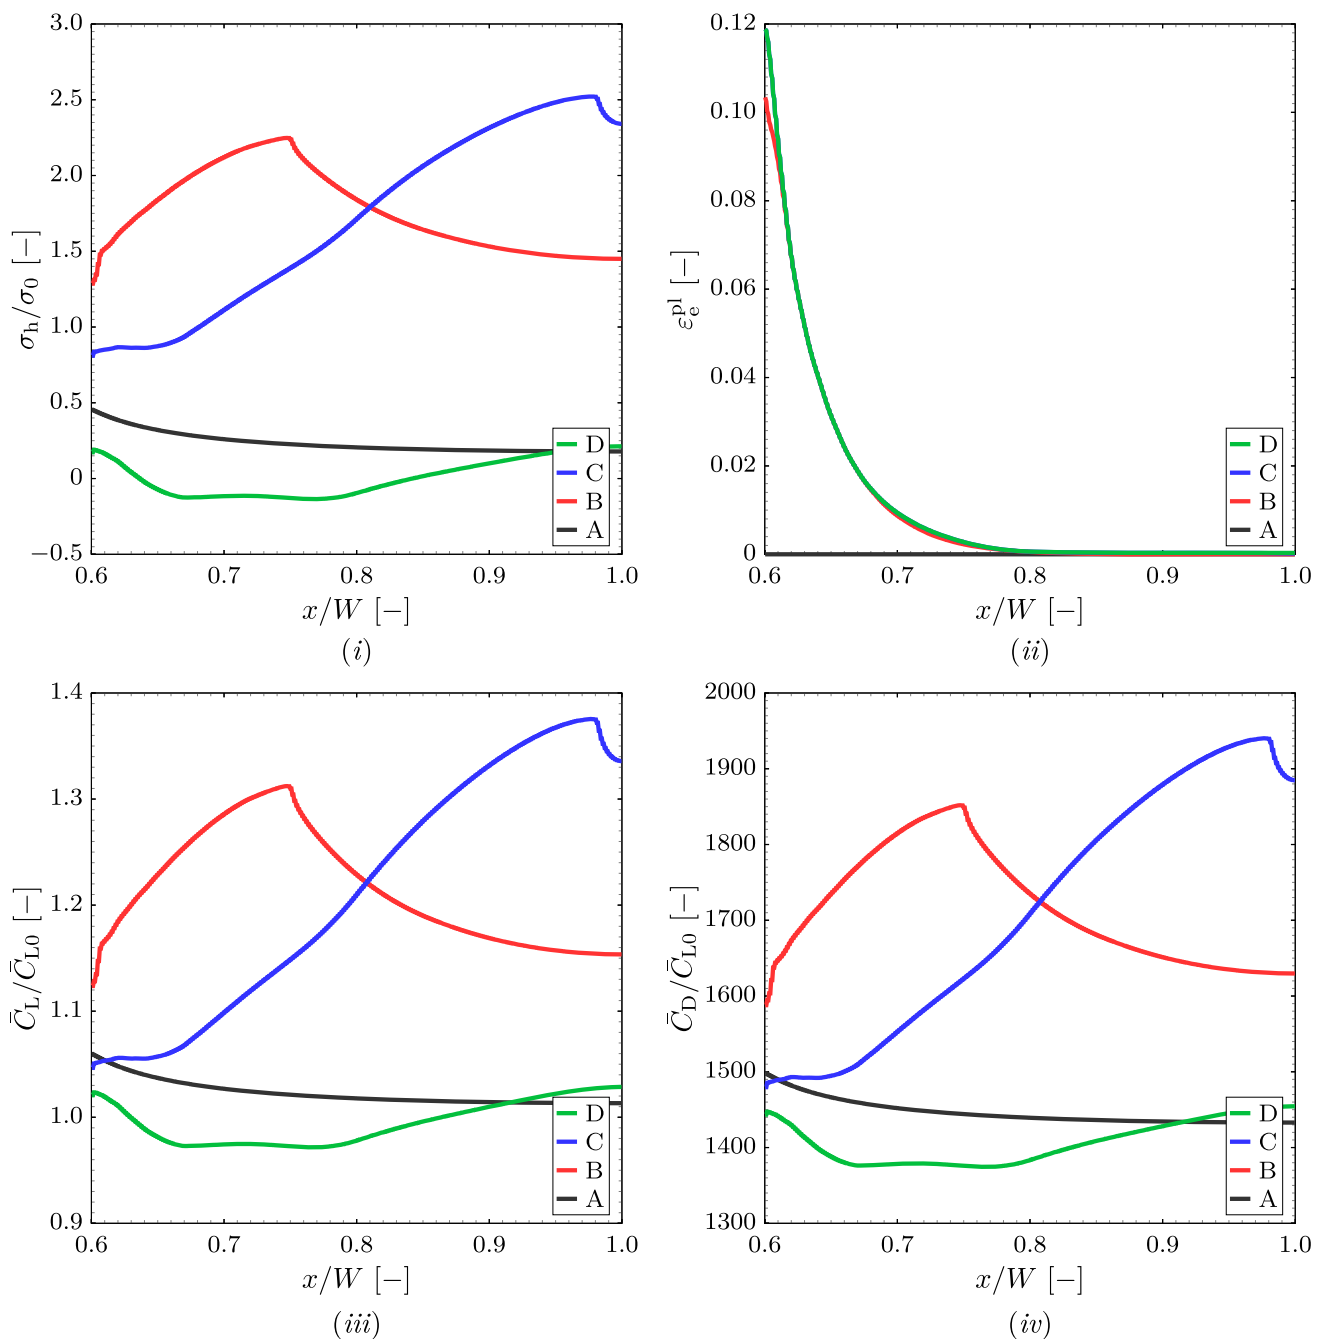 3.0
2.5
2.0
1.5
1.0
0.5
0
−0.5
σh/σ0 [−]
D
C
B
A
0.6 0.7 0.8 0.9 1.0
x/W [−]
(i)
0.12
0.10
0.08
0.06
0.04
0.02
0
ε_e^pl [−]
D
C
B
A
0.6 0.7 0.8 0.9 1.0
x/W [−]
(ii)
1.4
1.3
1.2
1.1
1.0
0.9
C̄L/C̄L0 [−]
D
C
B
A
0.6 0.7 0.8 0.9 1.0
x/W [−]
(iii)
2000
1900
1800
1700
1600
1500
1400
1300
C̄D/C̄L0 [−]
D
C
B
A
0.6 0.7 0.8 0.9 1.0
x/W [−]
(iv)